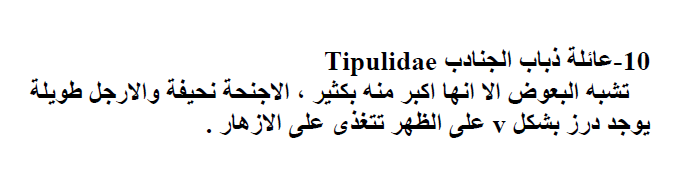 10-عائلة ذباب الجنادب Tipulidae
تشبه البعوض الا انها اكبر منه بكثير ، الاجنحة نحيفة والارجل طويلة
يوجد درز بشكل v على الظهر تتغذى على الازهار .